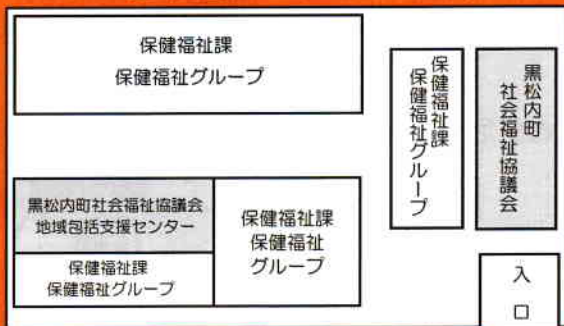 保健福祉課
保健福祉グループ
保健福祉課
保健福祉グループ
黒松内町
社会福祉協議会
黒松内町社会福祉協議会
地域包括支援センター
保健福祉課
保健福祉グループ
保健福祉課
保健福祉
グループ
入
口